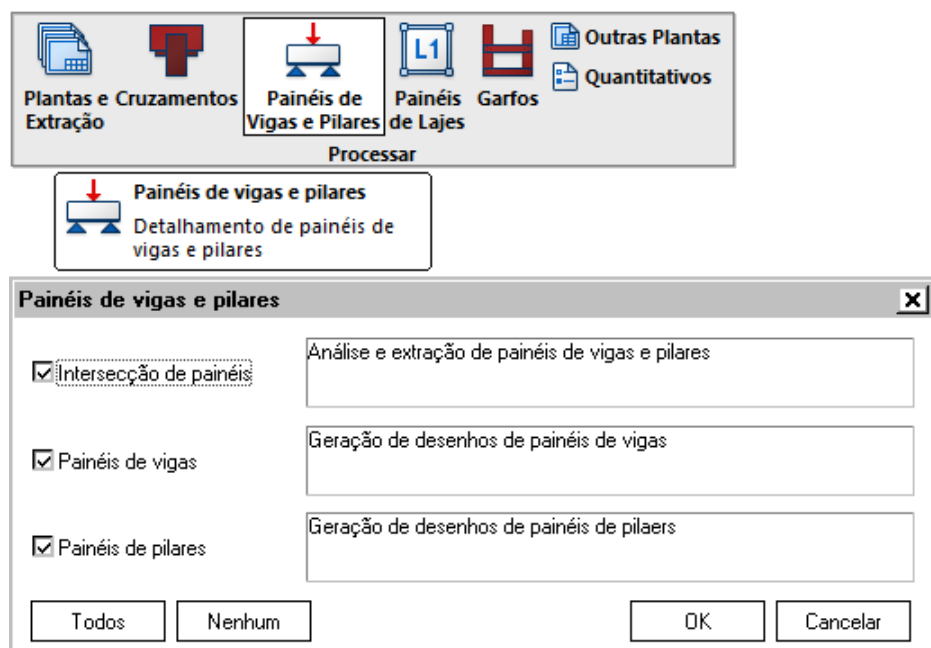 Plantas e
Extração
Cruzamentos
Painéis de
Vigas e Pilares
L1
Painéis
de Lajes
Garfos
Outras Plantas
Quantitativos
Processar
Painéis de vigas e pilares
Detalhamento de painéis de
vigas e pilares
Painéis de vigas e pilares
Intersecção de painéis
Análise e extração de painéis de vigas e pilares
Painéis de vigas
Geração de desenhos de painéis de vigas
Painéis de pilares
Geração de desenhos de painéis de pilaers
Todos
Nenhum
OK
Cancelar